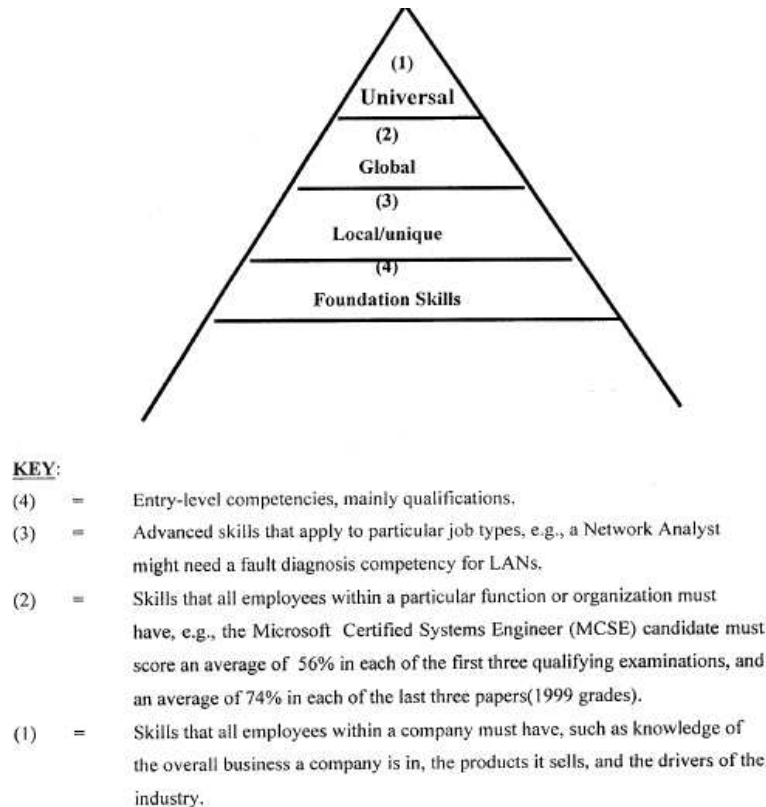 (1)
Universal
(2)
Global
(3)
Local/unique
(4)
Foundation Skills
KEY:
(4) = Entry-level competencies, mainly qualifications.
(3) = Advanced skills that apply to particular job types, e.g., a Network Analyst
might need a fault diagnosis competency for LANs.
(2) = Skills that all employees within a particular function or organization must
have, e.g., the Microsoft Certified Systems Engineer (MCSE) candidate must
score an average of 56% in each of the first three qualifying examinations, and
an average of 74% in each of the last three papers(1999 grades).
(1) = Skills that all employees within a company must have, such as knowledge of
the overall business a company is in, the products it sells, and the drivers of the
industry.